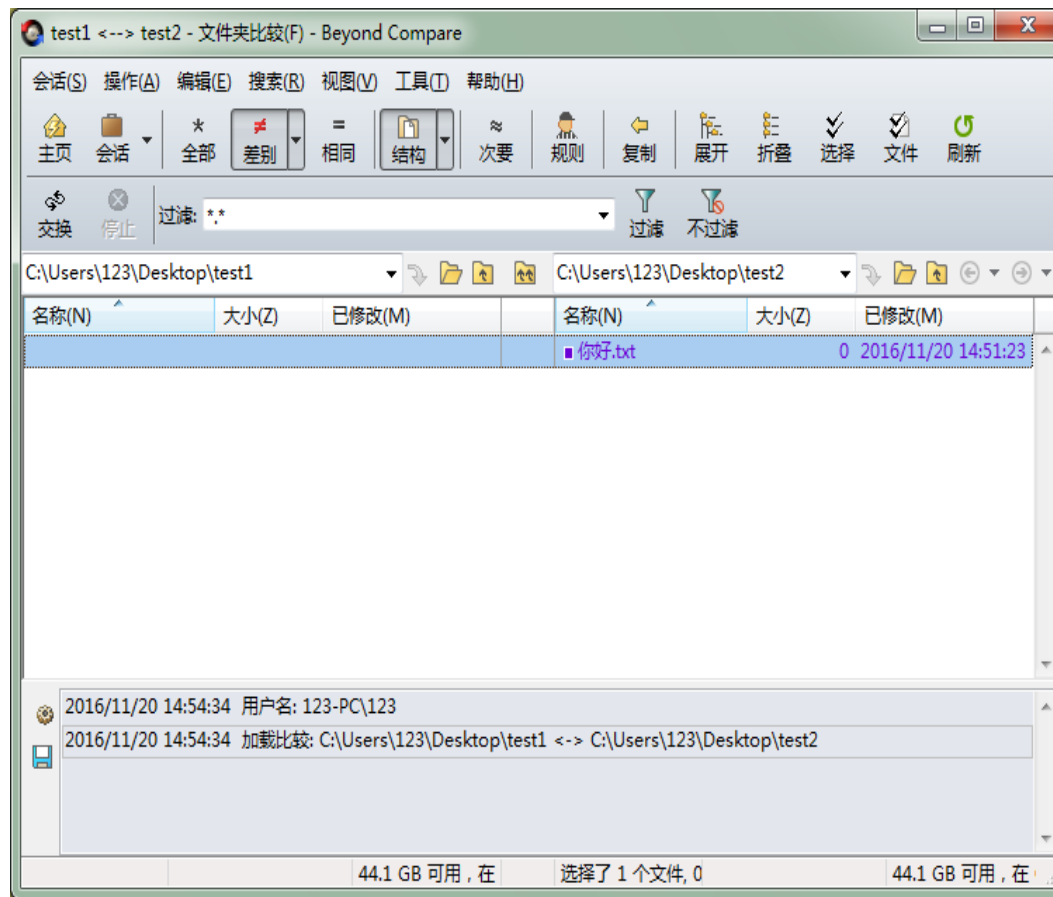 test1 <--> test2 - 文件夹比较(F) - Beyond Compare
会话(S) 操作(A) 编辑(E) 搜索(R) 视图(V) 工具(T) 帮助(H)
* ≠ = ≈
主页 会话 全部 差别 相同 结构 次要 规则 复制 展开 折叠 选择 文件 刷新
交换 停止 过滤: *.* 过滤 不过滤
C:\Users\123\Desktop\test1 C:\Users\123\Desktop\test2
名称(N) 大小(Z) 已修改(M) 名称(N) 大小(Z) 已修改(M)
你好.txt 0 2016/11/20 14:51:23
2016/11/20 14:54:34 用户名: 123-PC\123
2016/11/20 14:54:34 加载比较: C:\Users\123\Desktop\test1 <-> C:\Users\123\Desktop\test2
44.1 GB 可用 , 在 选择了 1 个文件, 0 44.1 GB 可用 , 在